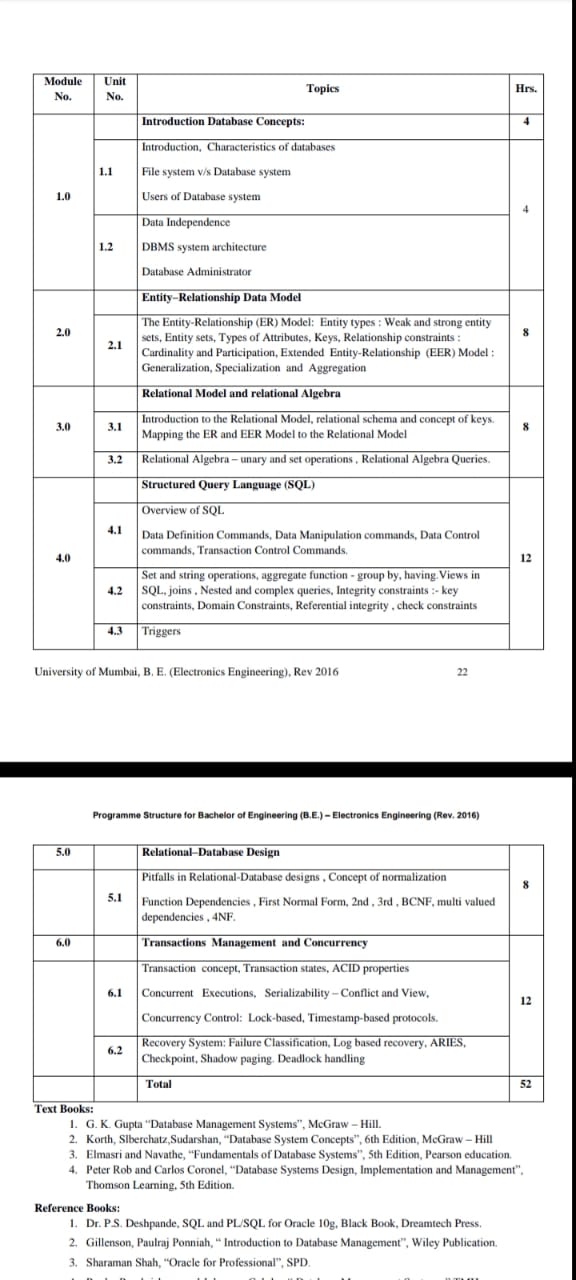 Module No.
Unit No.
Topics
Hrs.
Introduction Database Concepts:
4
1.0
1.1
Introduction, Characteristics of databases
File system v/s Database system
Users of Database system
4
1.2
Data Independence
DBMS system architecture
Database Administrator
Entity–Relationship Data Model
2.0
2.1
The Entity-Relationship (ER) Model: Entity types : Weak and strong entity
sets, Entity sets, Types of Attributes, Keys, Relationship constraints :
Cardinality and Participation, Extended Entity-Relationship (EER) Model :
Generalization, Specialization and Aggregation
8
Relational Model and relational Algebra
3.0
3.1
Introduction to the Relational Model, relational schema and concept of keys.
Mapping the ER and EER Model to the Relational Model
8
3.2
Relational Algebra – unary and set operations , Relational Algebra Queries.
Structured Query Language (SQL)
4.0
4.1
Overview of SQL
Data Definition Commands, Data Manipulation commands, Data Control
commands, Transaction Control Commands.
12
4.2
Set and string operations, aggregate function - group by, having.Views in
SQL, joins , Nested and complex queries, Integrity constraints :- key
constraints, Domain Constraints, Referential integrity , check constraints
4.3
Triggers
University of Mumbai, B. E. (Electronics Engineering), Rev 2016
22
Programme Structure for Bachelor of Engineering (B.E.) – Electronics Engineering (Rev. 2016)
5.0
Relational–Database Design
5.1
Pitfalls in Relational-Database designs , Concept of normalization
Function Dependencies , First Normal Form, 2nd , 3rd , BCNF, multi valued
dependencies , 4NF.
8
6.0
Transactions Management and Concurrency
6.1
Transaction concept, Transaction states, ACID properties
Concurrent Executions, Serializability – Conflict and View,
Concurrency Control: Lock-based, Timestamp-based protocols.
12
6.2
Recovery System: Failure Classification, Log based recovery, ARIES,
Checkpoint, Shadow paging. Deadlock handling
Total
52
Text Books:
1. G. K. Gupta “Database Management Systems”, McGraw – Hill.
2. Korth, Slberchatz,Sudarshan, “Database System Concepts”, 6th Edition, McGraw – Hill
3. Elmasri and Navathe, “Fundamentals of Database Systems”, 5th Edition, Pearson education.
4. Peter Rob and Carlos Coronel, “Database Systems Design, Implementation and Management”,
Thomson Learning, 5th Edition.
Reference Books:
1. Dr. P.S. Deshpande, SQL and PL/SQL for Oracle 10g, Black Book, Dreamtech Press.
2. Gillenson, Paulraj Ponniah, “ Introduction to Database Management”, Wiley Publication.
3. Sharaman Shah, “Oracle for Professional”, SPD.